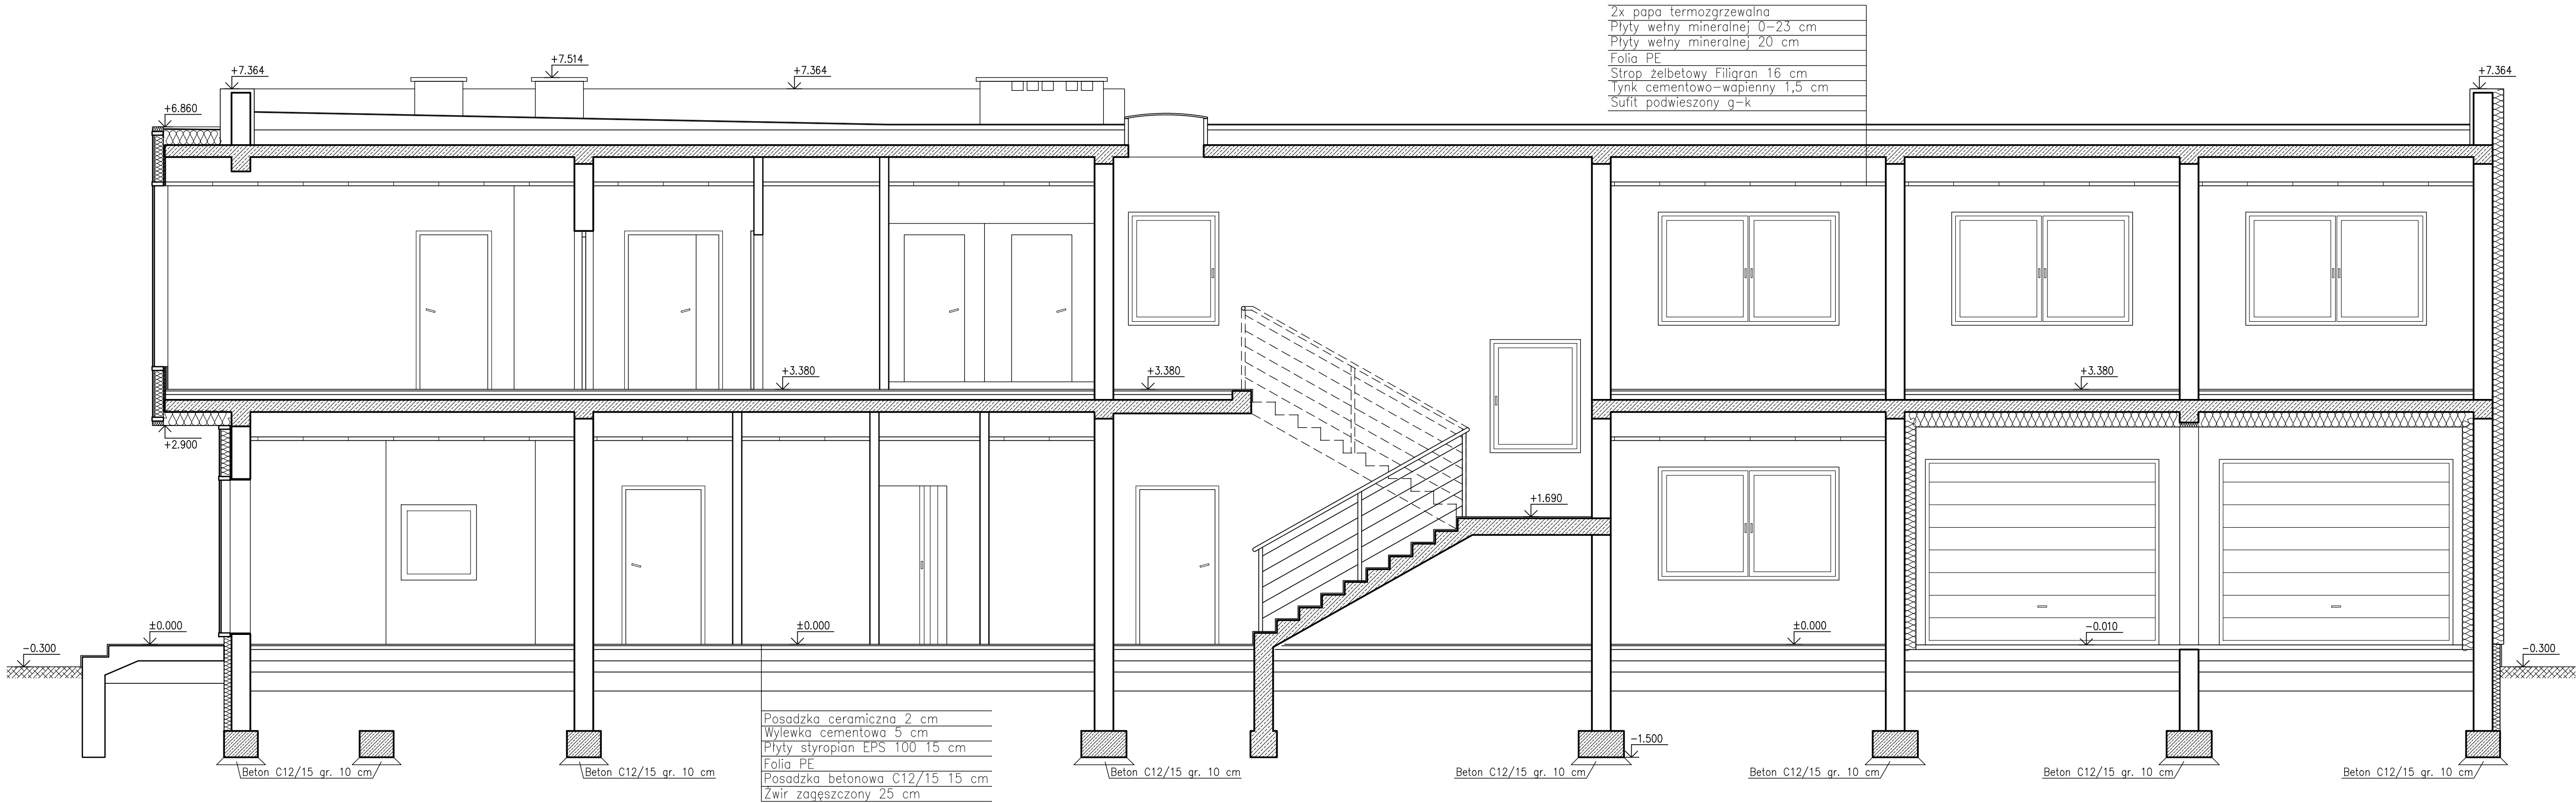 2x papa termozgrzewalna
Płyty wełny mineralnej 0-23 cm
Płyty wełny mineralnej 20 cm
Folia PE
Strop żelbetowy Filigran 16 cm
Tynk cementowo-wapienny 1,5 cm
Sufit podwieszony g-k
+7.514
+7.364
+7.364
+7.364
+6.860
+3.380
+3.380
+3.380
+2.900
+1.690
±0.000
±0.000
±0.000
-0.010
-0.300
-0.300
Posadzka ceramiczna 2 cm
Wylewka cementowa 5 cm
Płyty styropian EPS 100 15 cm
Folia PE
Posadzka betonowa C12/15 15 cm
Żwir zagęszczony 25 cm
-1.500
Beton C12/15 gr. 10 cm
Beton C12/15 gr. 10 cm
Beton C12/15 gr. 10 cm
Beton C12/15 gr. 10 cm
Beton C12/15 gr. 10 cm
Beton C12/15 gr. 10 cm
Beton C12/15 gr. 10 cm